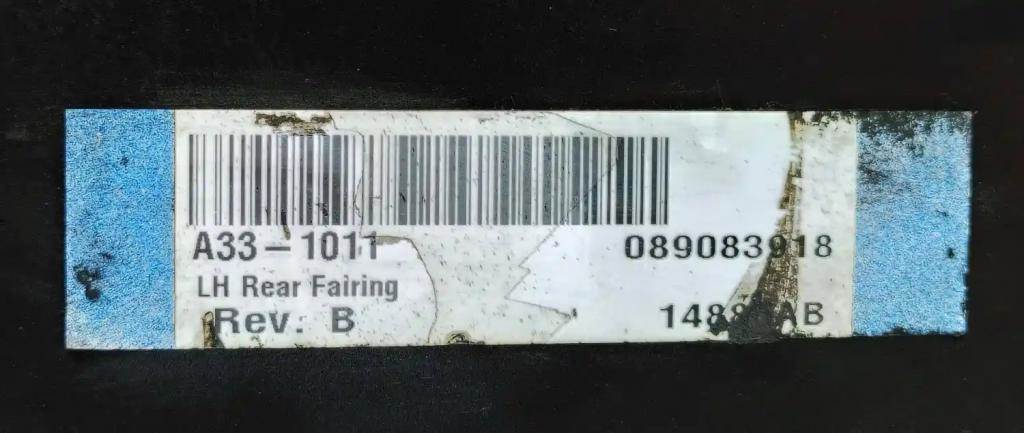 A33-1011
089083918
LH Rear Fairing
Rev. B